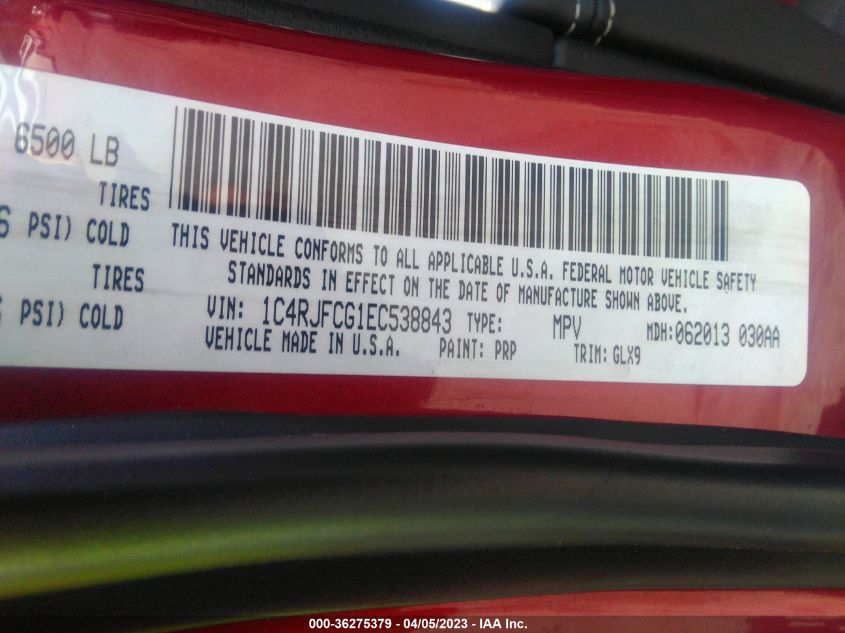 6500 LB
TIRES
PSI) COLD
TIRES
PSI) COLD
THIS VEHICLE CONFORMS TO ALL APPLICABLE U.S.A. FEDERAL MOTOR VEHICLE SAFETY
STANDARDS IN EFFECT ON THE DATE OF MANUFACTURE SHOWN ABOVE.
VIN: 1C4RJFCG1EC538843 TYPE: MPV MDH:062013 030AA
VEHICLE MADE IN U.S.A. PAINT: PRP TRIM: GLX9
000-36275379 - 04/05/2023 - IAA Inc.